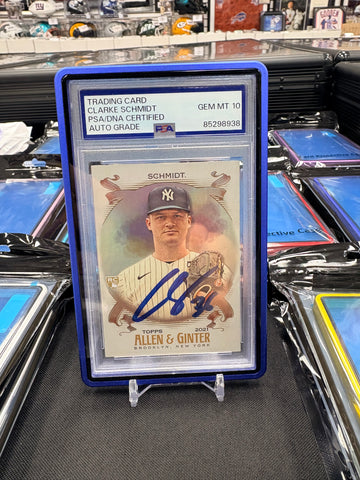 TRADING CARD
CLARKE SCHMIDT
PSA/DNA CERTIFIED
AUTO GRADE
GEM MT 10
85298938
PSA
SCHMIDT
TOPPS 2021
ALLEN & GINTER
BROOKLYN, NEW YORK